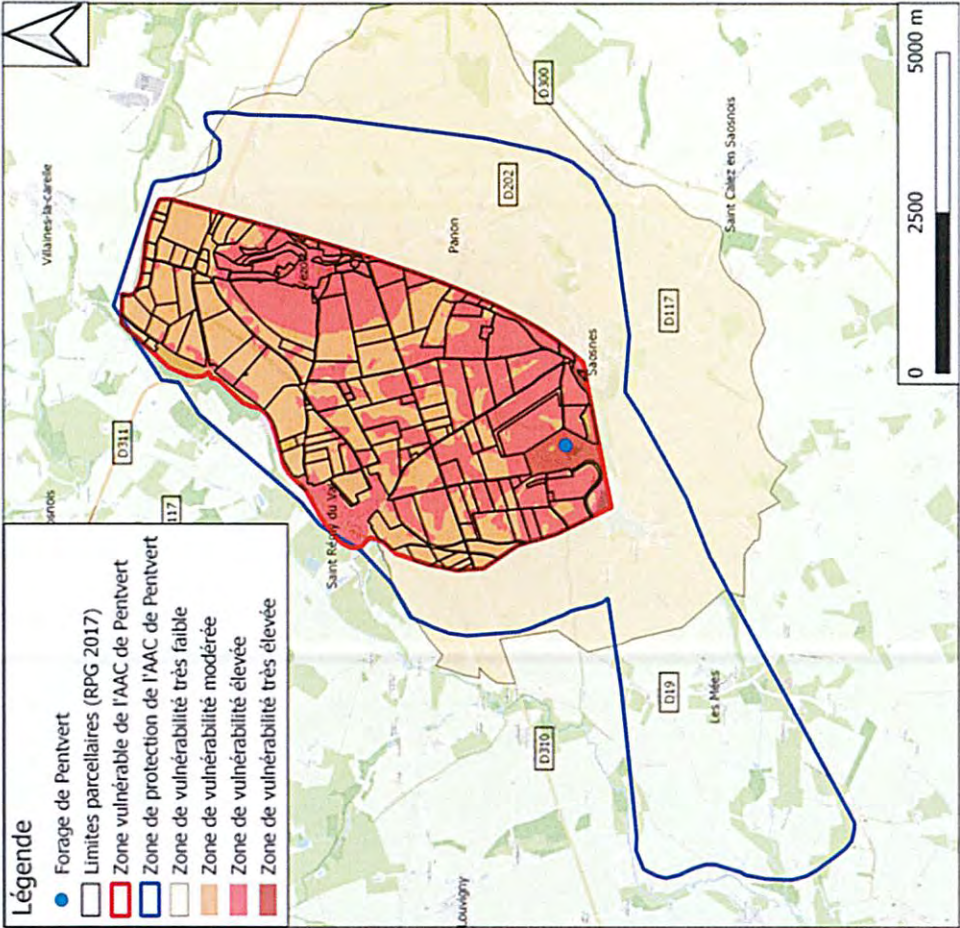 Légende
Forage de Pentvert
Limites parcellaires (RPG 2017)
Zone vulnérable de l'AAC de Pentvert
Zone de protection de l'AAC de Pentvert
Zone de vulnérabilité très faible
Zone de vulnérabilité modérée
Zone de vulnérabilité élevée
Zone de vulnérabilité très élevée
Villaines-la-carelle
osnois
D311
117
Saint Rémy du Va
D300
D202
Panon
Saint Calez en Saosnois
D117
Saosnes
D19
Les Mées
D310
Louvigny
0 2500 5000 m